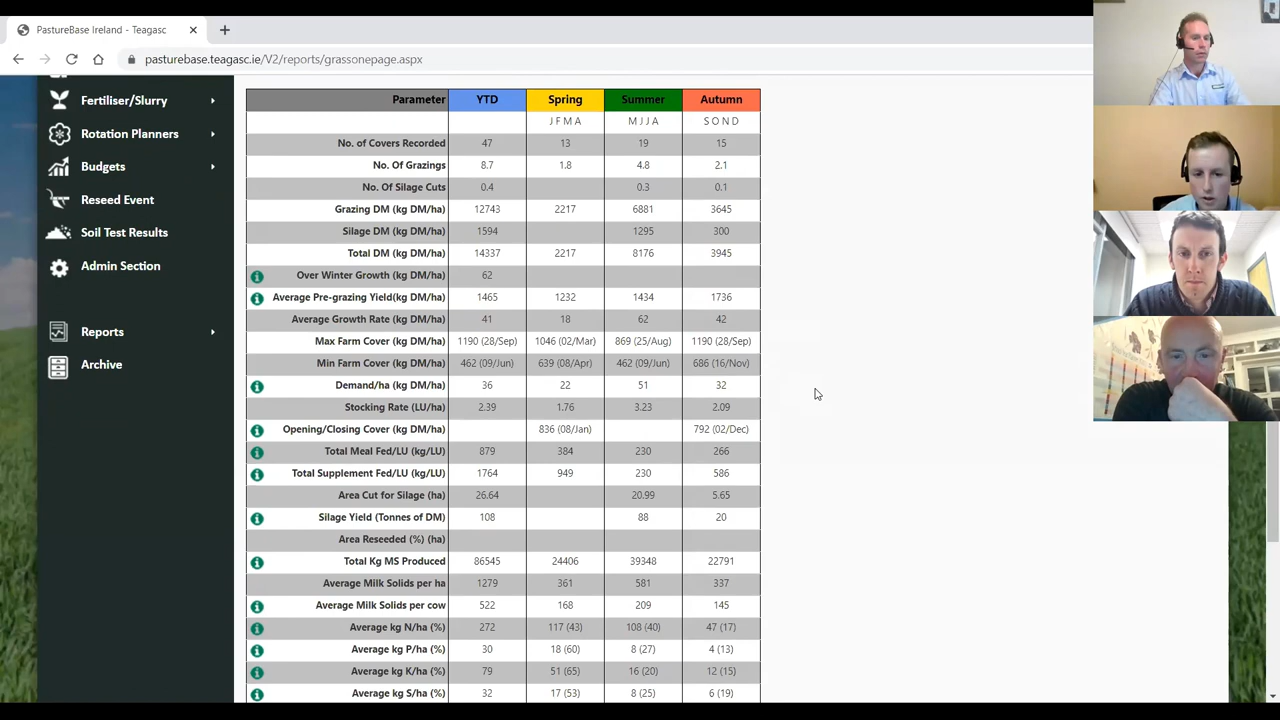 PastureBase Ireland - Teagasc
pasturebase.teagasc.ie/V2/reports/grassonepage.aspx
Fertiliser/Slurry
Rotation Planners
Budgets
Reseed Event
Soil Test Results
Admin Section
Reports
Archive
Parameter YTD Spring Summer Autumn
J F M A M J J A S O N D
No. of Covers Recorded 47 13 19 15
No. Of Grazings 8.7 1.8 4.8 2.1
No. Of Silage Cuts 0.4 0.3 0.1
Grazing DM (kg DM/ha) 12743 2217 6881 3645
Silage DM (kg DM/ha) 1594 1295 300
Total DM (kg DM/ha) 14337 2217 8176 3945
Over Winter Growth (kg DM/ha) 62
Average Pre-grazing Yield(kg DM/ha) 1465 1232 1434 1736
Average Growth Rate (kg DM/ha) 41 18 62 42
Max Farm Cover (kg DM/ha) 1190 (28/Sep) 1046 (02/Mar) 869 (25/Aug) 1190 (28/Sep)
Min Farm Cover (kg DM/ha) 462 (09/Jun) 639 (08/Apr) 462 (09/Jun) 686 (16/Nov)
Demand/ha (kg DM/ha) 36 22 51 32
Stocking Rate (LU/ha) 2.39 1.76 3.23 2.09
Opening/Closing Cover (kg DM/ha) 836 (08/Jan) 792 (02/Dec)
Total Meal Fed/LU (kg/LU) 879 384 230 266
Total Supplement Fed/LU (kg/LU) 1764 949 230 586
Area Cut for Silage (ha) 26.64 20.99 5.65
Silage Yield (Tonnes of DM) 108 88 20
Area Reseeded (%) (ha)
Total Kg MS Produced 86545 24406 39348 22791
Average Milk Solids per ha 1279 361 581 337
Average Milk Solids per cow 522 168 209 145
Average kg N/ha (%) 272 117 (43) 108 (40) 47 (17)
Average kg P/ha (%) 30 18 (60) 8 (27) 4 (13)
Average kg K/ha (%) 79 51 (65) 16 (20) 12 (15)
Average kg S/ha (%) 32 17 (53) 8 (25) 6 (19)